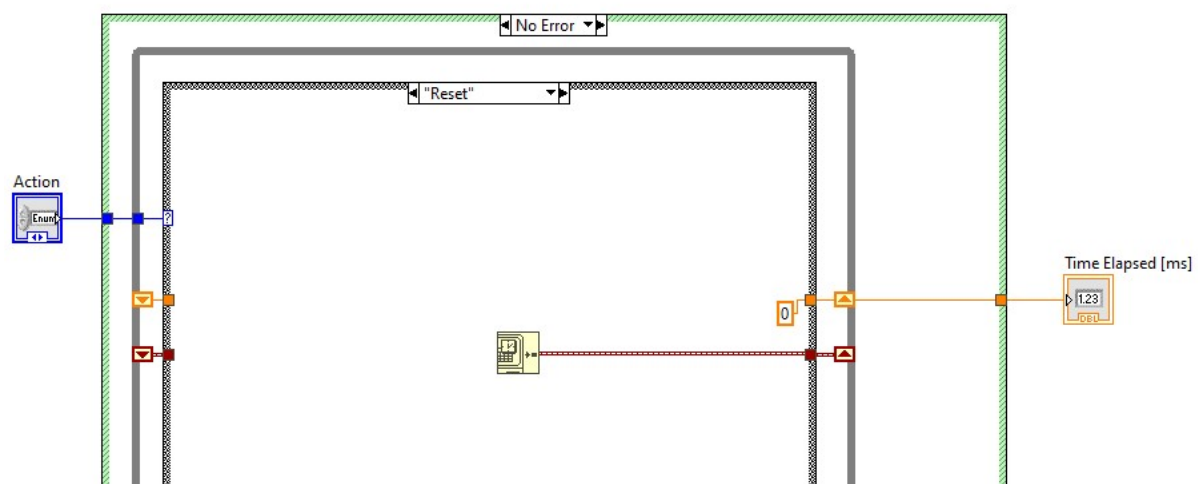 No Error
"Reset"
Action
Enum
?
Time Elapsed [ms]
1.23
DBL
0